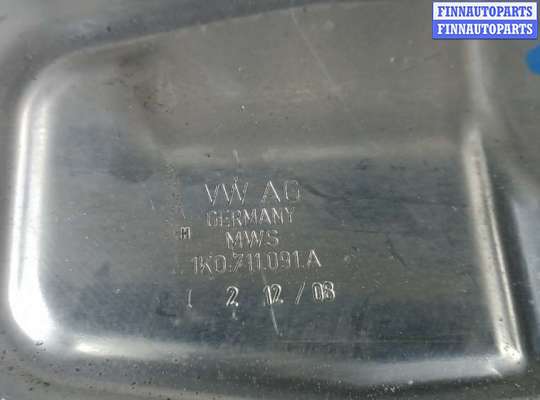 FINNAUTOPARTS
FINNAUTOPARTS
VW AG
GERMANY
H MWS
1K0.711.091.A
2 12 / 08